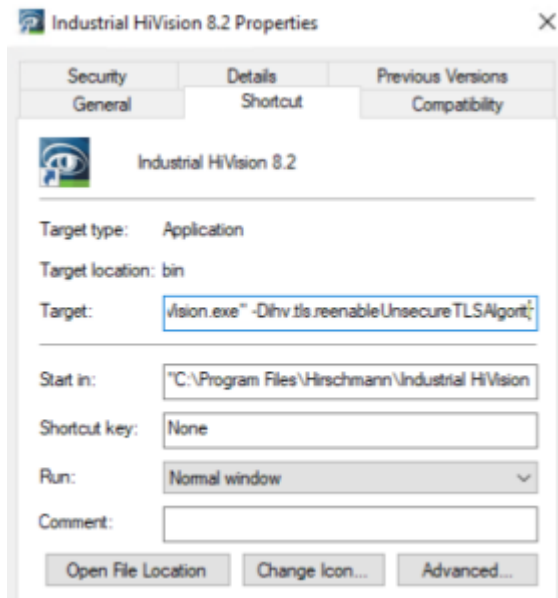 Industrial HiVision 8.2 Properties
Security Details Previous Versions
General Shortcut Compatibility
Industrial HiVision 8.2
Target type: Application
Target location: bin
Target: Vision.exe" -Dihv.tls.reenableUnsecureTLSAlgorit
Start in: "C:\Program Files\Hirschmann\Industrial HiVision
Shortcut key: None
Run: Normal window
Comment:
Open File Location Change Icon... Advanced...